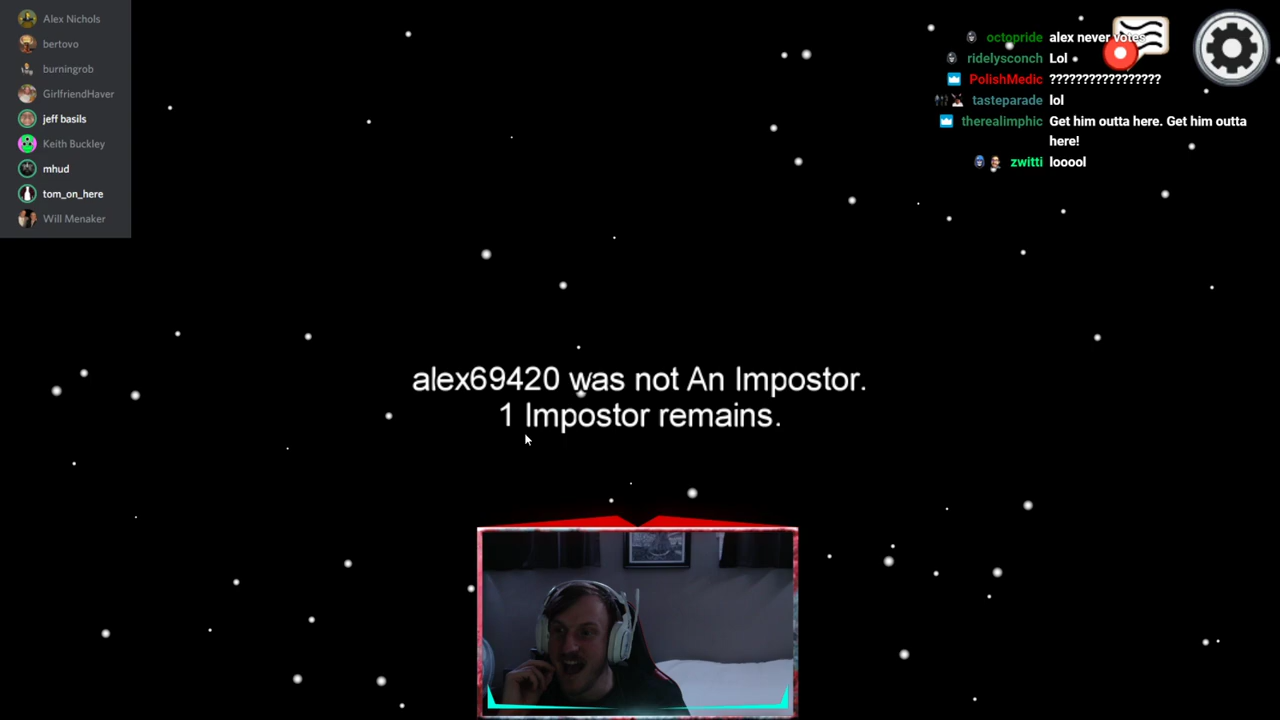 Alex Nichols
bertovo
burningrob
GirlfriendHaver
jeff basils
Keith Buckley
mhud
tom_on_here
Will Menaker
octopride alex never votes
ridelysconch Lol
PolishMedic ?????????????????
tasteparade lol
therealimphic Get him outta here. Get him outta
here!
zwitti looool
alex69420 was not An Impostor.
1 Impostor remains.